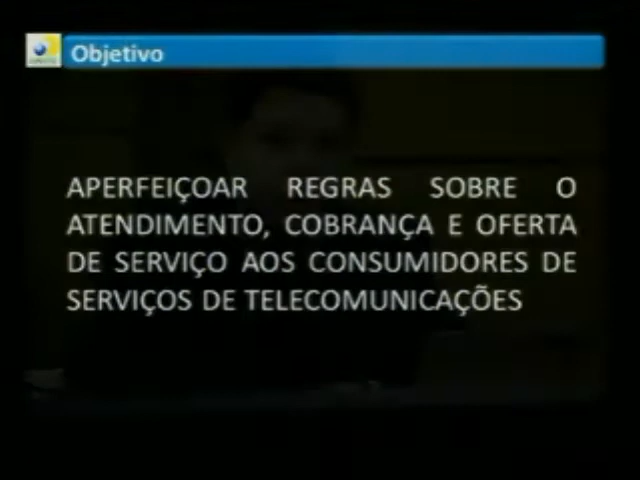 Objetivo
APERFEIÇOAR REGRAS SOBRE O
ATENDIMENTO, COBRANÇA E OFERTA
DE SERVIÇO AOS CONSUMIDORES DE
SERVIÇOS DE TELECOMUNICAÇÕES